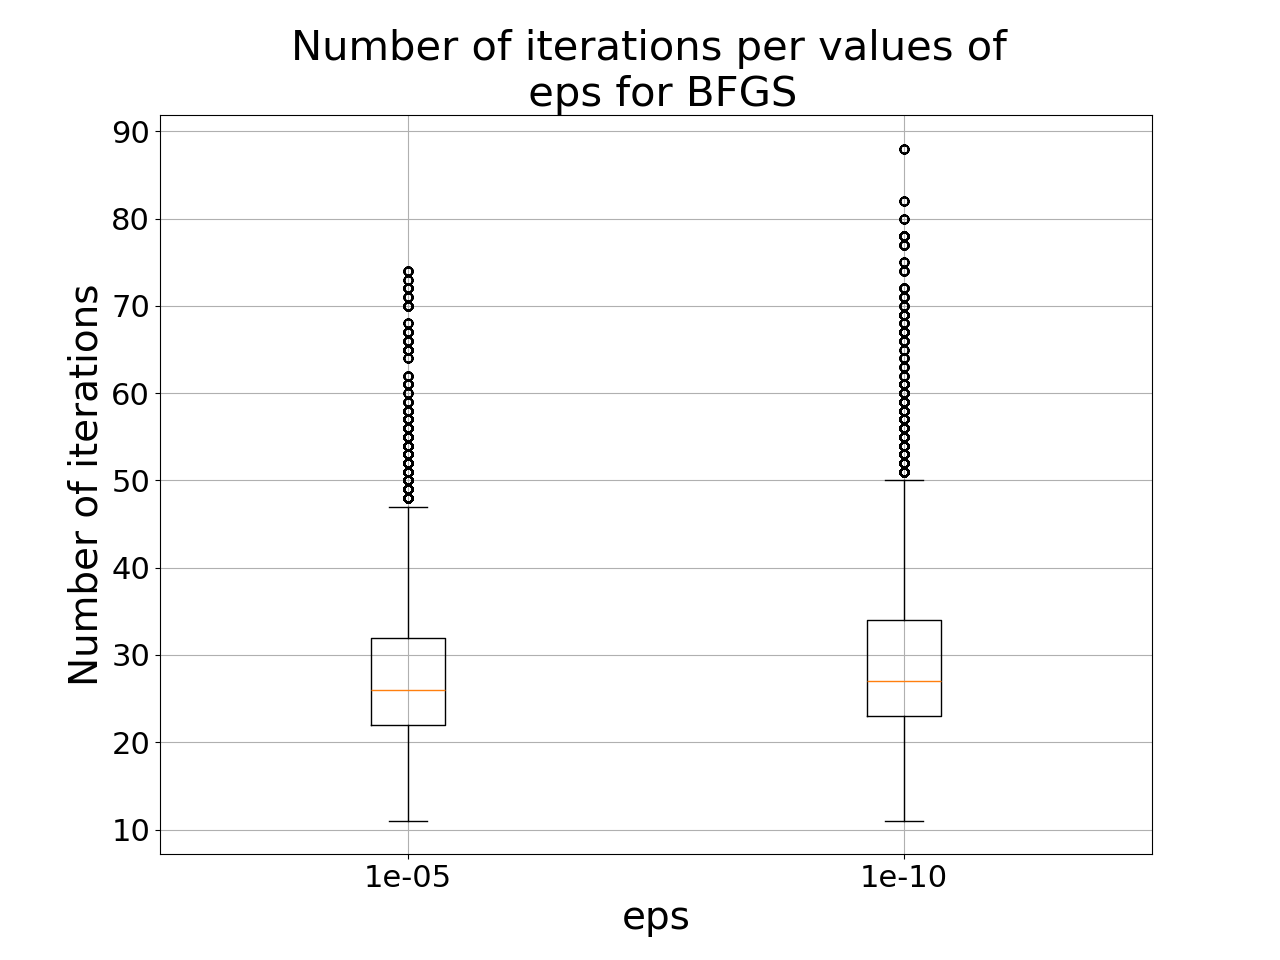 Number of iterations per values of
eps for BFGS
Number of iterations
90
80
70
60
50
40
30
20
10
1e-05 1e-10
eps